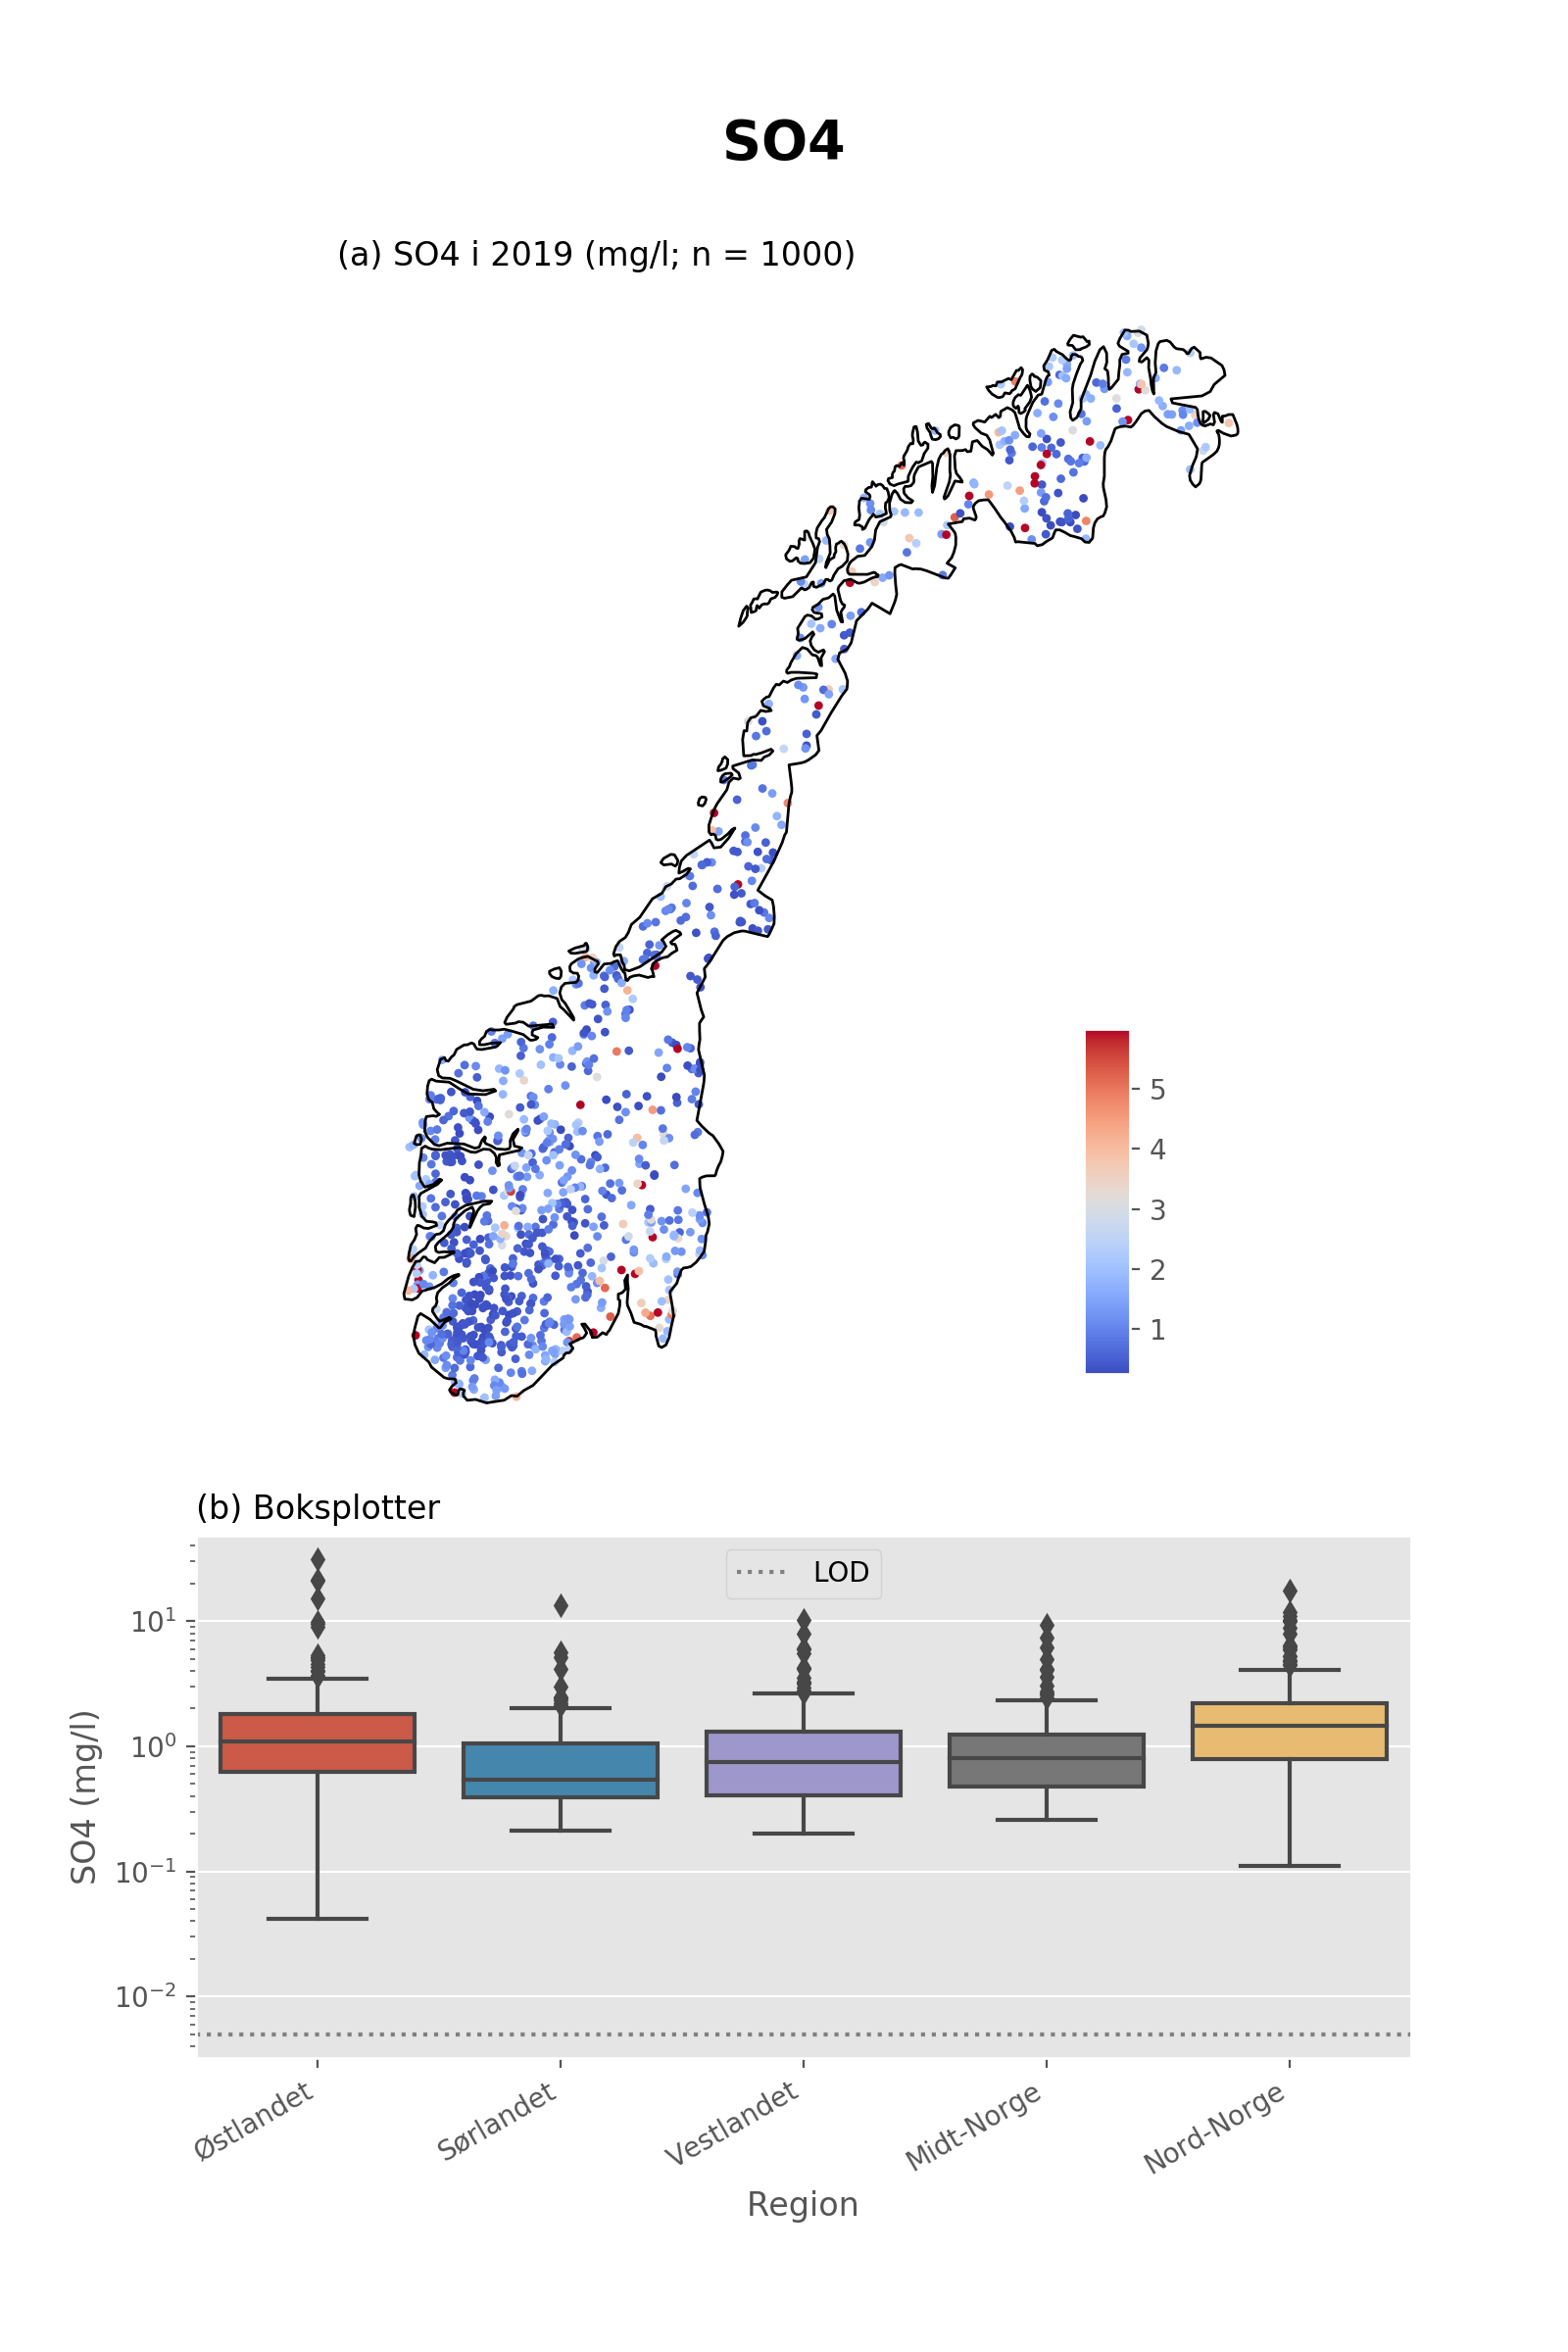 SO4
(a) SO4 i 2019 (mg/l; n = 1000)
5
4
3
2
1
(b) Boksplotter
LOD
10¹
10⁰
10⁻¹
10⁻²
SO4 (mg/l)
Østlandet
Sørlandet
Vestlandet
Midt-Norge
Nord-Norge
Region